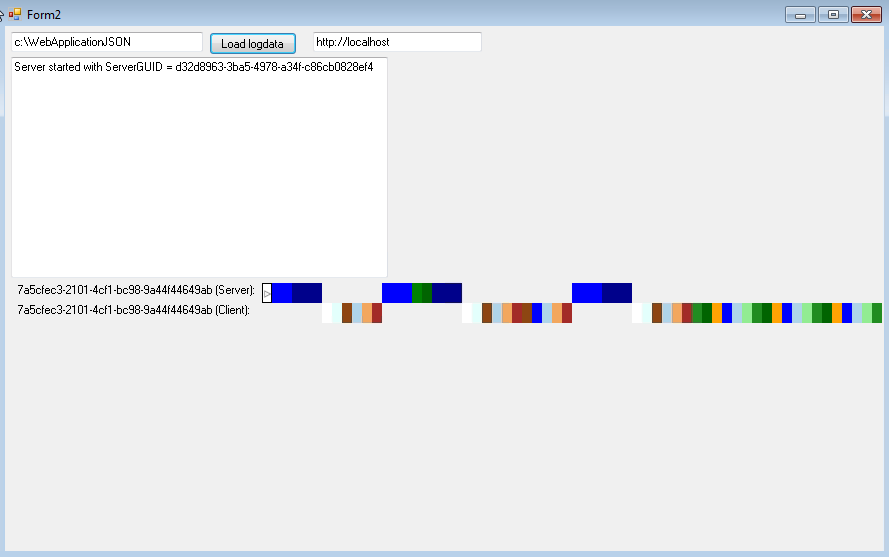 Form2
c:\WebApplicationJSON
Load logdata
http://localhost
Server started with ServerGUID = d32d8963-3ba5-4978-a34f-c86cb0828ef4
7a5cfec3-2101-4cf1-bc98-9a44f44649ab (Server):
7a5cfec3-2101-4cf1-bc98-9a44f44649ab (Client):